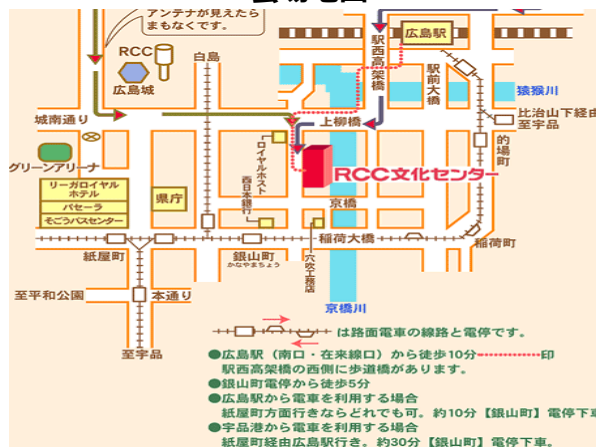 会場地図
アンテナが見えたら
まもなくです。
RCC
広島城
白島
駅西高架橋
広島駅
駅前大橋
猿猴川
城南通り
上柳橋
比治山下経由
至宇品
的場町
グリーンアリーナ
ロイヤルホスト
RCC文化センター
リーガロイヤル
ホテル
パセーラ
そごうバスセンター
県庁
西日本銀行
京橋
紙屋町
銀山町
かなやまちょう
穴吹工務店
稲荷大橋
稲荷町
至平和公園
本通り
京橋川
至宇品
は路面電車の線路と電停です。
●広島駅（南口・在来線口）から徒歩10分 印
駅西高架橋の西側に歩道橋があります。
●銀山町電停から徒歩5分
●広島駅から電車を利用する場合
紙屋町方面行きならどれでも可。約10分【銀山町】電停下車
●宇品港から電車を利用する場合
紙屋町経由広島駅行き。約30分【銀山町】電停下車。